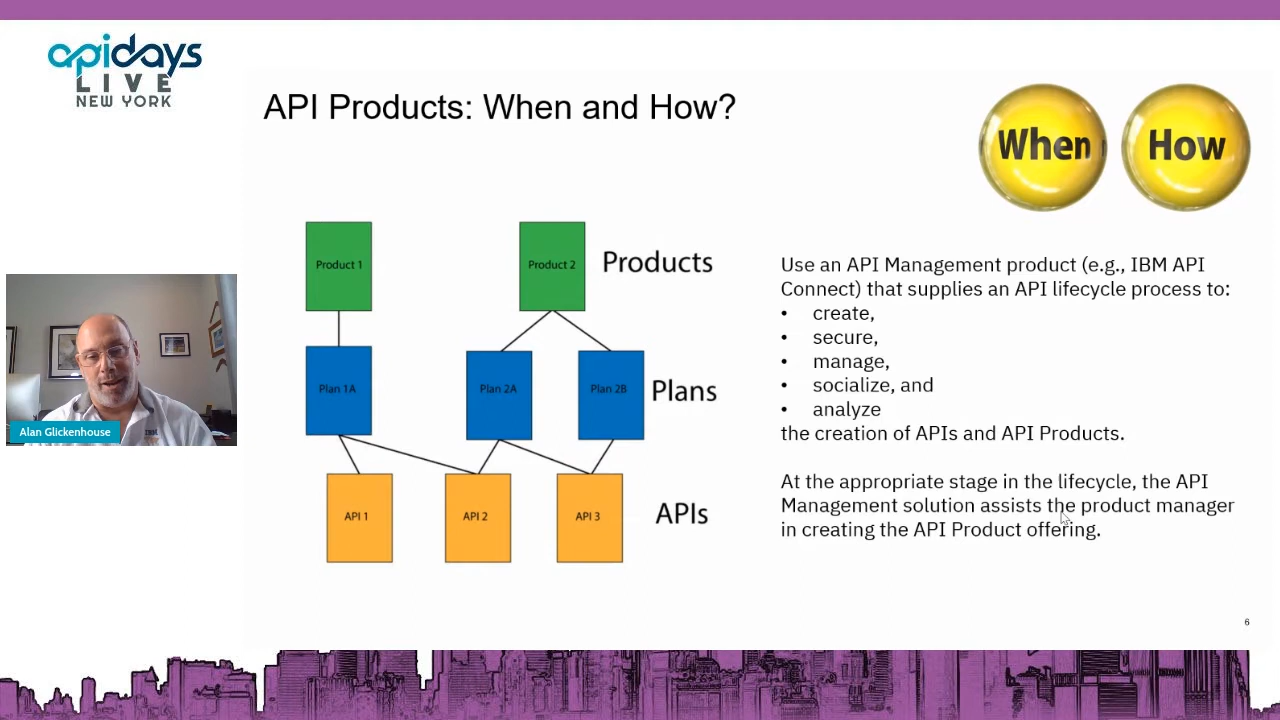 apidays
LIVE
NEW YORK
API Products: When and How?
When
How
Product 1
Product 2
Products
Plan 1A
Plan 2A
Plan 2B
Plans
API 1
API 2
API 3
APIs
Use an API Management product (e.g., IBM API
Connect) that supplies an API lifecycle process to:
• create,
• secure,
• manage,
• socialize, and
• analyze
the creation of APIs and API Products.
At the appropriate stage in the lifecycle, the API
Management solution assists the product manager
in creating the API Product offering.
Alan Glickenhouse
6